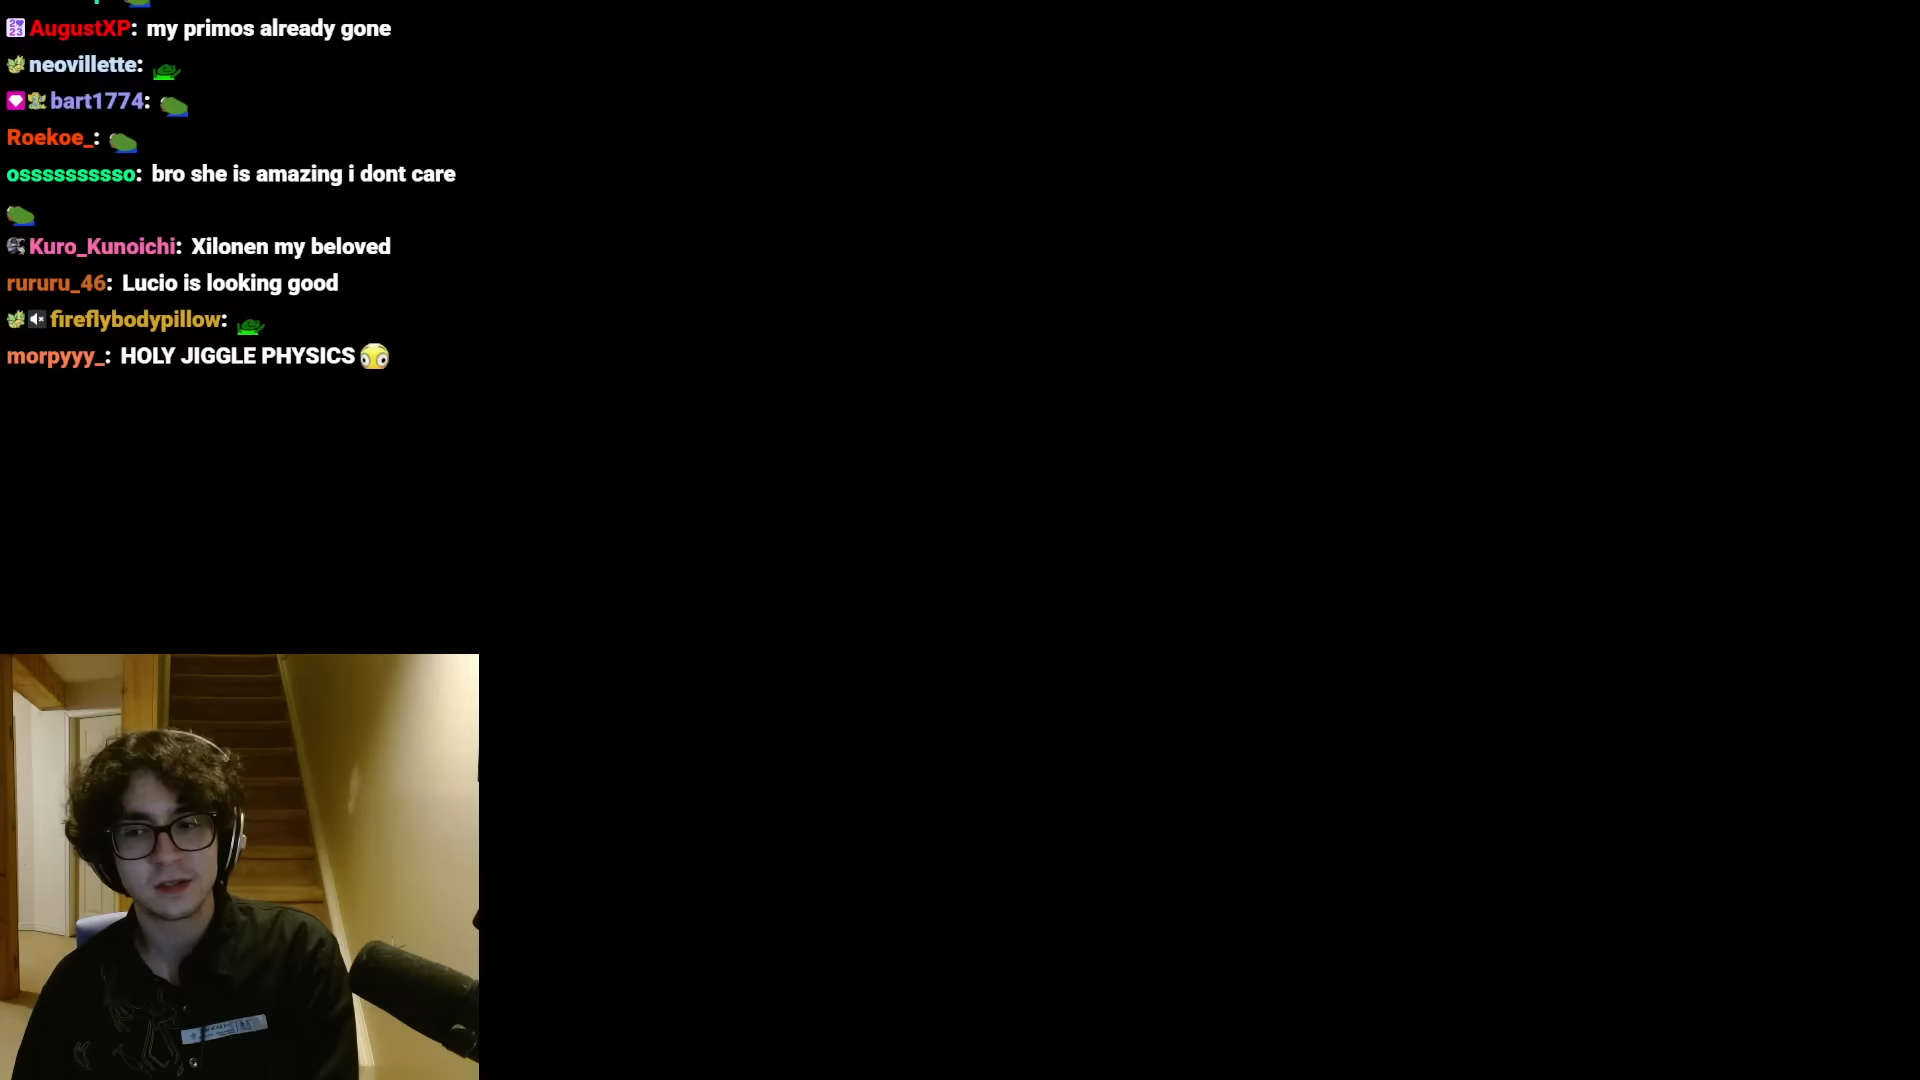 AugustXP: my primos already gone
neovillette:
bart1774:
Roekoe_:
ossssssssso: bro she is amazing i dont care
Kuro_Kunoichi: Xilonen my beloved
rururu_46: Lucio is looking good
fireflybodypillow:
morpyyy_: HOLY JIGGLE PHYSICS